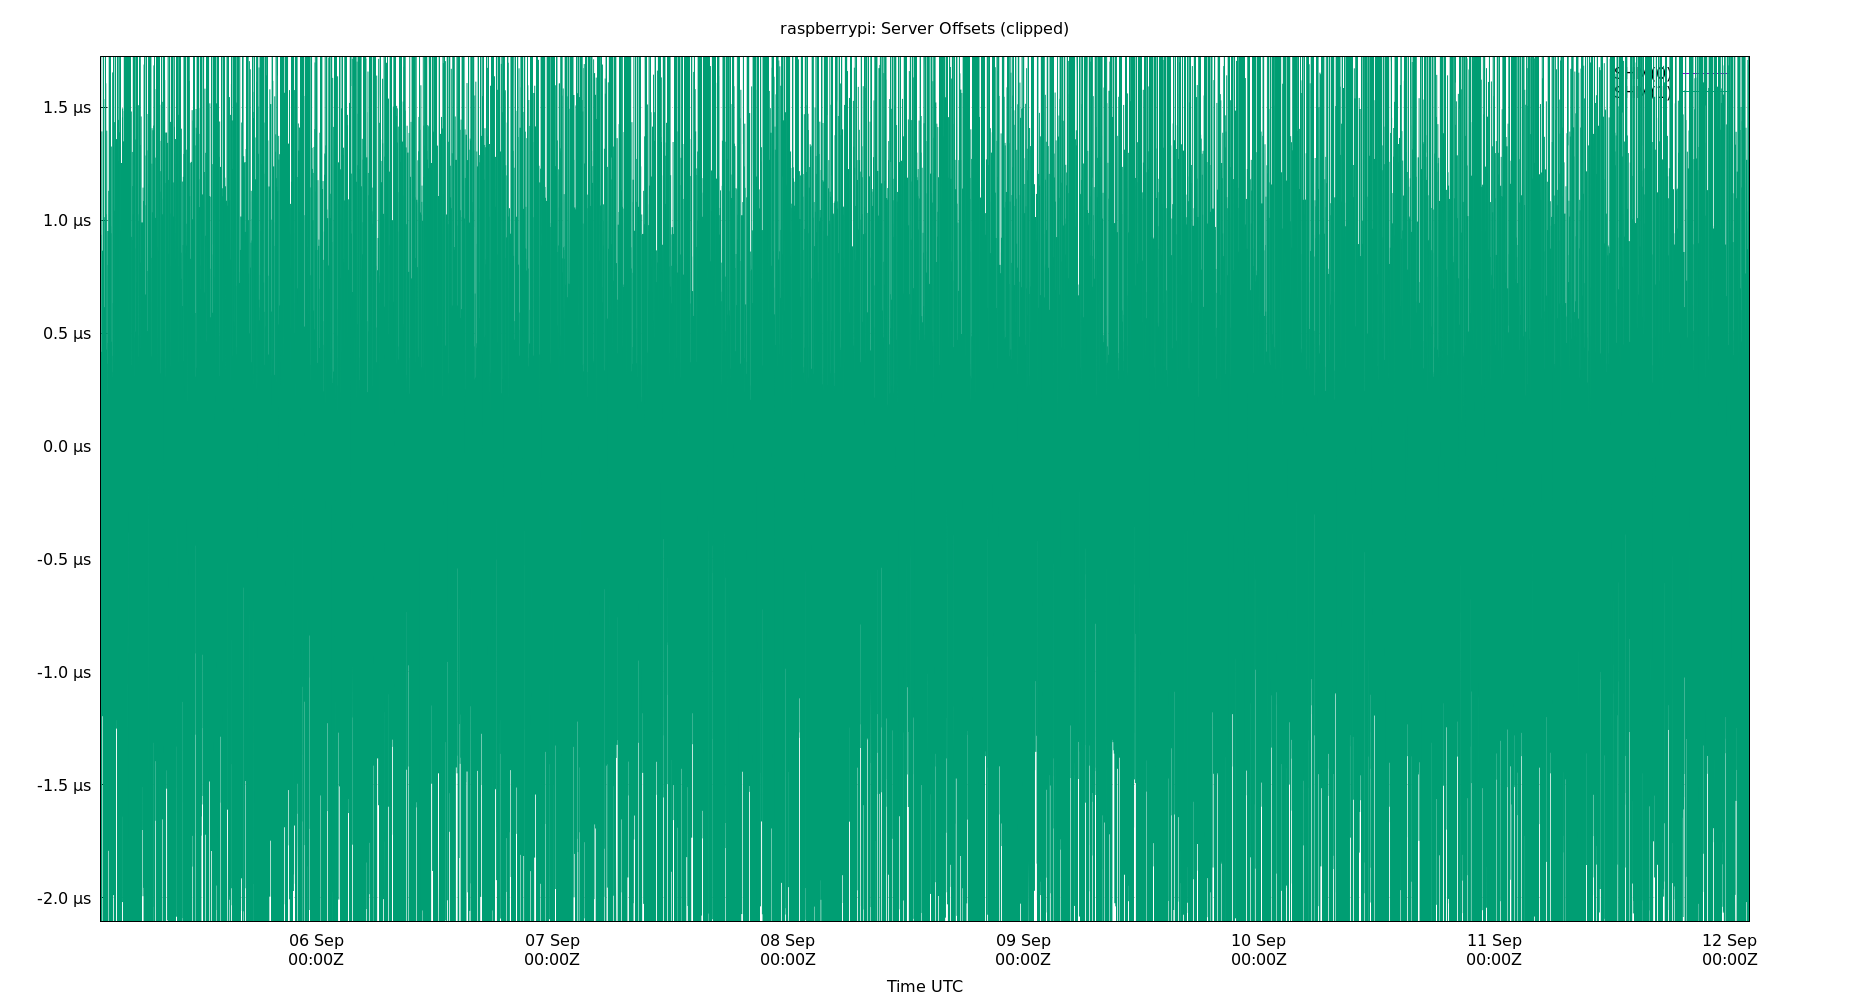 raspberrypi: Server Offsets (clipped)
1.5 µs
1.0 µs
0.5 µs
0.0 µs
-0.5 µs
-1.0 µs
-1.5 µs
-2.0 µs
06 Sep
00:00Z
07 Sep
00:00Z
08 Sep
00:00Z
09 Sep
00:00Z
10 Sep
00:00Z
11 Sep
00:00Z
12 Sep
00:00Z
Time UTC